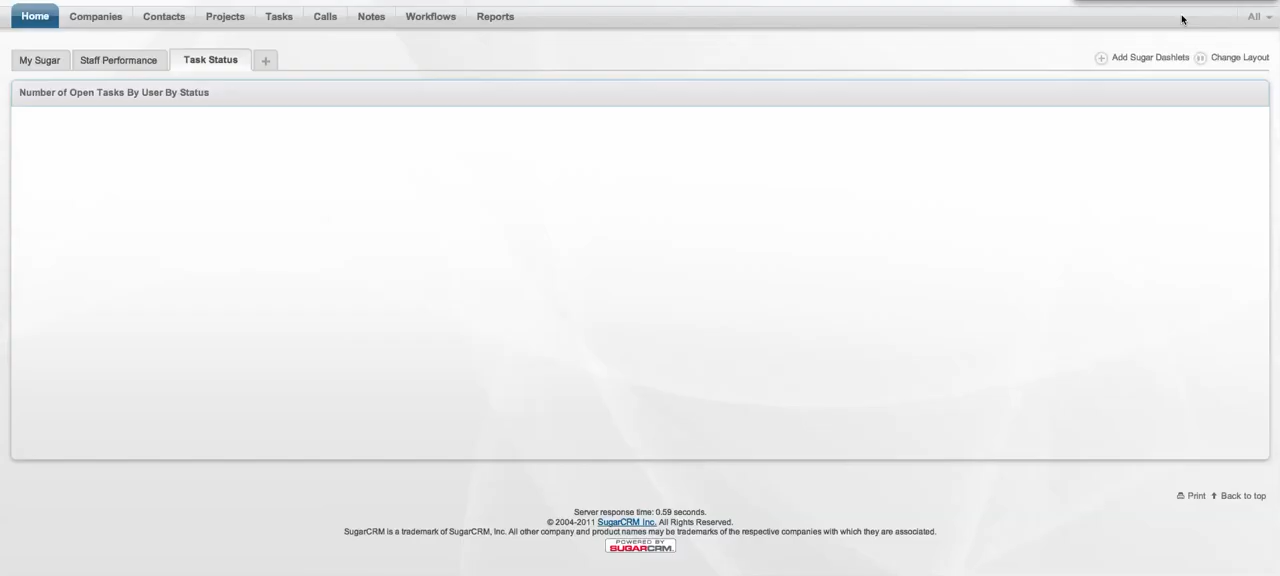 Home Companies Contacts Projects Tasks Calls Notes Workflows Reports All
My Sugar Staff Performance Task Status + Add Sugar Dashlets Change Layout
Number of Open Tasks By User By Status
Print Back to top
Server response time: 0.59 seconds.
© 2004-2011 SugarCRM Inc. All Rights Reserved.
SugarCRM is a trademark of SugarCRM, Inc. All other company and product names may be trademarks of the respective companies with which they are associated.
POWERED BY
SUGARCRM.